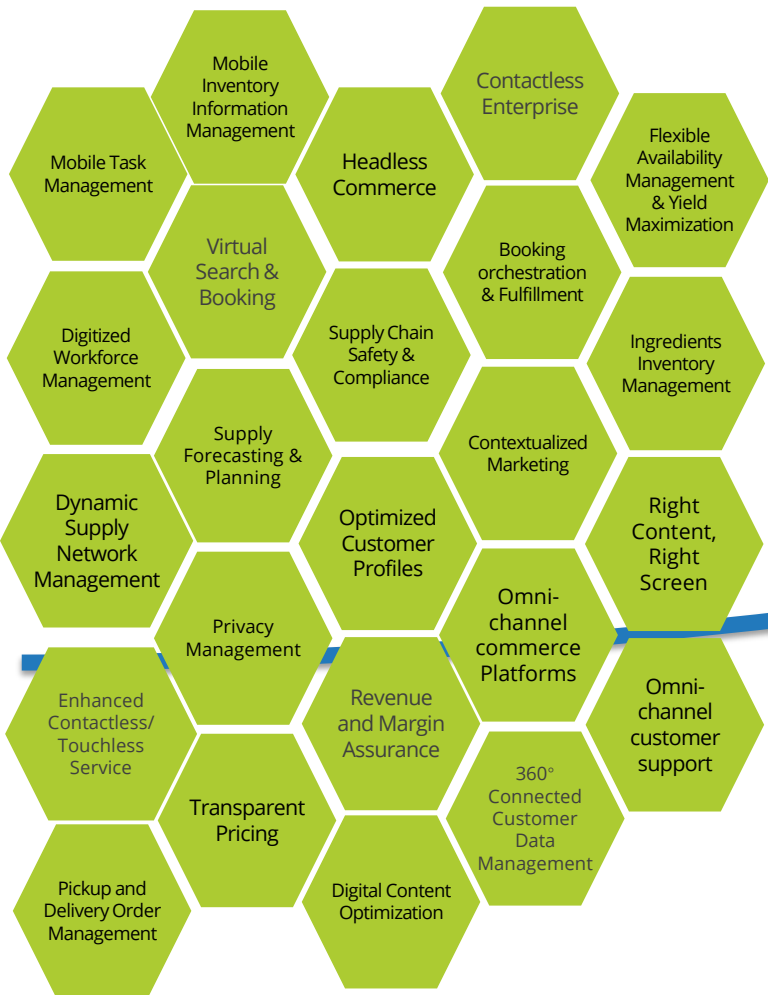 Mobile
Inventory
Information
Management
Contactless
Enterprise
Mobile Task
Management
Headless
Commerce
Flexible
Availability
Management
& Yield
Maximization
Virtual
Search &
Booking
Booking
orchestration
& Fulfillment
Digitized
Workforce
Management
Supply Chain
Safety &
Compliance
Ingredients
Inventory
Management
Supply
Forecasting &
Planning
Contextualized
Marketing
Dynamic
Supply
Network
Management
Optimized
Customer
Profiles
Right
Content,
Right
Screen
Privacy
Management
Omni-
channel
commerce
Platforms
Enhanced
Contactless/
Touchless
Service
Revenue
and Margin
Assurance
Omni-
channel
customer
support
Transparent
Pricing
360°
Connected
Customer
Data
Management
Pickup and
Delivery Order
Management
Digital Content
Optimization